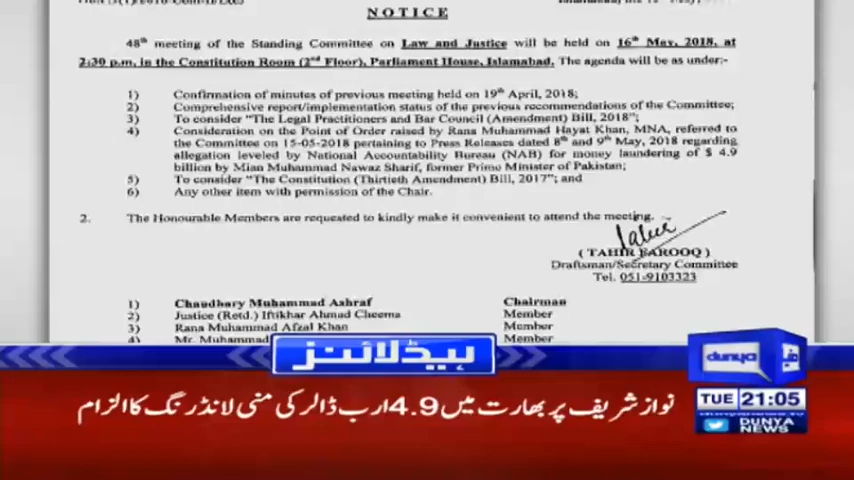 NOTICE
48th meeting of the Standing Committee on Law and Justice will be held on 16th May, 2018, at
2:30 p.m. in the Constitution Room (2nd Floor), Parliament House, Islamabad. The agenda will be as under:-
1) Confirmation of minutes of previous meeting held on 19th April, 2018;
2) Comprehensive report/implementation status of the previous recommendations of the Committee;
3) To consider "The Legal Practitioners and Bar Council (Amendment) Bill, 2018";
4) Consideration on the Point of Order raised by Rana Muhammad Hayat Khan, MNA, referred to
the Committee on 15-05-2018 pertaining to Press Releases dated 8th and 9th May, 2018 regarding
allegation leveled by National Accountability Bureau (NAB) for money laundering of $ 4.9
billion by Mian Muhammad Nawaz Sharif, former Prime Minister of Pakistan;
5) To consider "The Constitution (Thirtieth Amendment) Bill, 2017"; and
6) Any other item with permission of the Chair.
2. The Honourable Members are requested to kindly make it convenient to attend the meeting.
( TAHIR FAROOQ )
Draftsman/Secretary Committee
Tel. 051-9103323
1) Chaudhary Muhammad Ashraf Chairman
2) Justice (Retd.) Iftikhar Ahmad Cheema Member
3) Rana Muhammad Afzal Khan Member
4) Mr. Muhammad Member
ہیڈلائنز
dunya دنیا
نواز شریف پر بھارت میں 4.9 ارب ڈالر کی منی لانڈرنگ کا الزام
TUE 21:05
DUNYA
NEWS